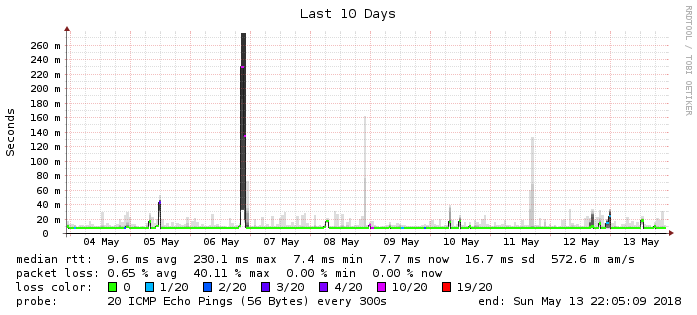 Last 10 Days
RRDTOOL / TOBI OETIKER
Seconds
260 m
240 m
220 m
200 m
180 m
160 m
140 m
120 m
100 m
80 m
60 m
40 m
20 m
0
04 May 05 May 06 May 07 May 08 May 09 May 10 May 11 May 12 May 13 May
median rtt: 9.6 ms avg 230.1 ms max 7.4 ms min 7.7 ms now 16.7 ms sd 572.6 m am/s
packet loss: 0.65 % avg 40.11 % max 0.00 % min 0.00 % now
loss color: 0 1/20 2/20 3/20 4/20 10/20 19/20
probe: 20 ICMP Echo Pings (56 Bytes) every 300s end: Sun May 13 22:05:09 2018